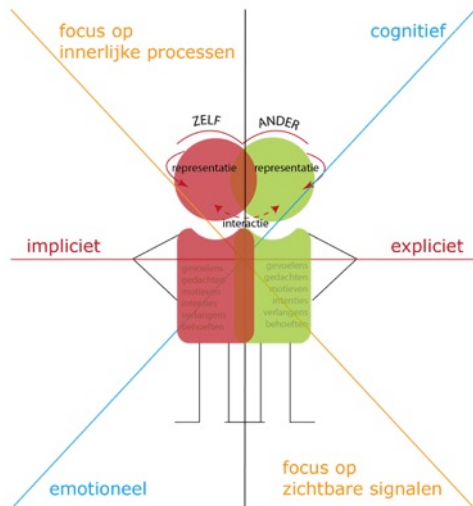 focus op
innerlijke processen
cognitief
ZELF
ANDER
representatie
representatie
interactie
impliciet
expliciet
gevoelens
gedachten
motieven
intenties
verlangens
behoeften
gevoelens
gedachten
motieven
intenties
verlangens
behoeften
emotioneel
focus op
zichtbare signalen